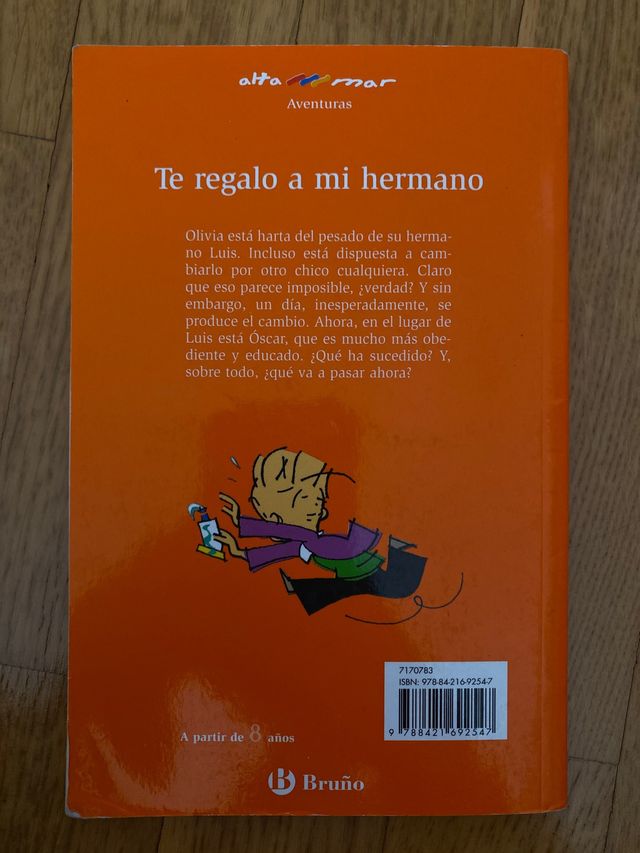 alta mar
Aventuras
Te regalo a mi hermano
Olivia está harta del pesado de su herma-
no Luis. Incluso está dispuesta a cam-
biarlo por otro chico cualquiera. Claro
que eso parece imposible, ¿verdad? Y sin
embargo, un día, inesperadamente, se
produce el cambio. Ahora, en el lugar de
Luis está Óscar, que es mucho más obe-
diente y educado. ¿Qué ha sucedido? Y,
sobre todo, ¿qué va a pasar ahora?
7170783
ISBN: 978-84-216-9254-7
9 788421 692547
A partir de 8 años
B Bruño